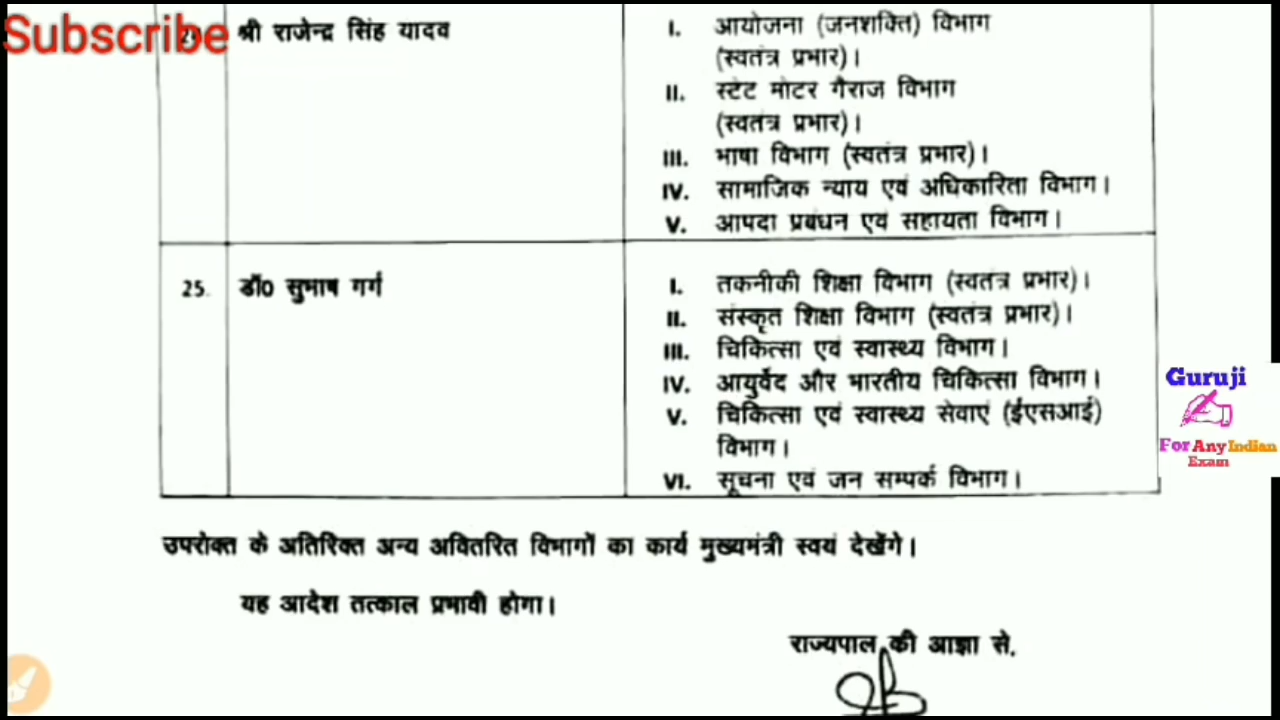 Subscribe
श्री राजेन्द्र सिंह यादव
I. आयोजना (जनशक्ति) विभाग
(स्वतंत्र प्रभार)।
II. स्टेट मोटर गैराज विभाग
(स्वतंत्र प्रभार)।
III. भाषा विभाग (स्वतंत्र प्रभार)।
IV. सामाजिक न्याय एवं अधिकारिता विभाग।
V. आपदा प्रबंधन एवं सहायता विभाग।
25. डॉ0 सुभाष गर्ग
I. तकनीकी शिक्षा विभाग (स्वतंत्र प्रभार)।
II. संस्कृत शिक्षा विभाग (स्वतंत्र प्रभार)।
III. चिकित्सा एवं स्वास्थ्य विभाग।
IV. आयुर्वेद और भारतीय चिकित्सा विभाग।
V. चिकित्सा एवं स्वास्थ्य सेवाएं (ईएसआई)
विभाग।
VI. सूचना एवं जन सम्पर्क विभाग।
उपरोक्त के अतिरिक्त अन्य अवितरित विभागों का कार्य मुख्यमंत्री स्वयं देखेंगे।
यह आदेश तत्काल प्रभावी होगा।
राज्यपाल की आज्ञा से,
Guruji
For Any Indian
Exam